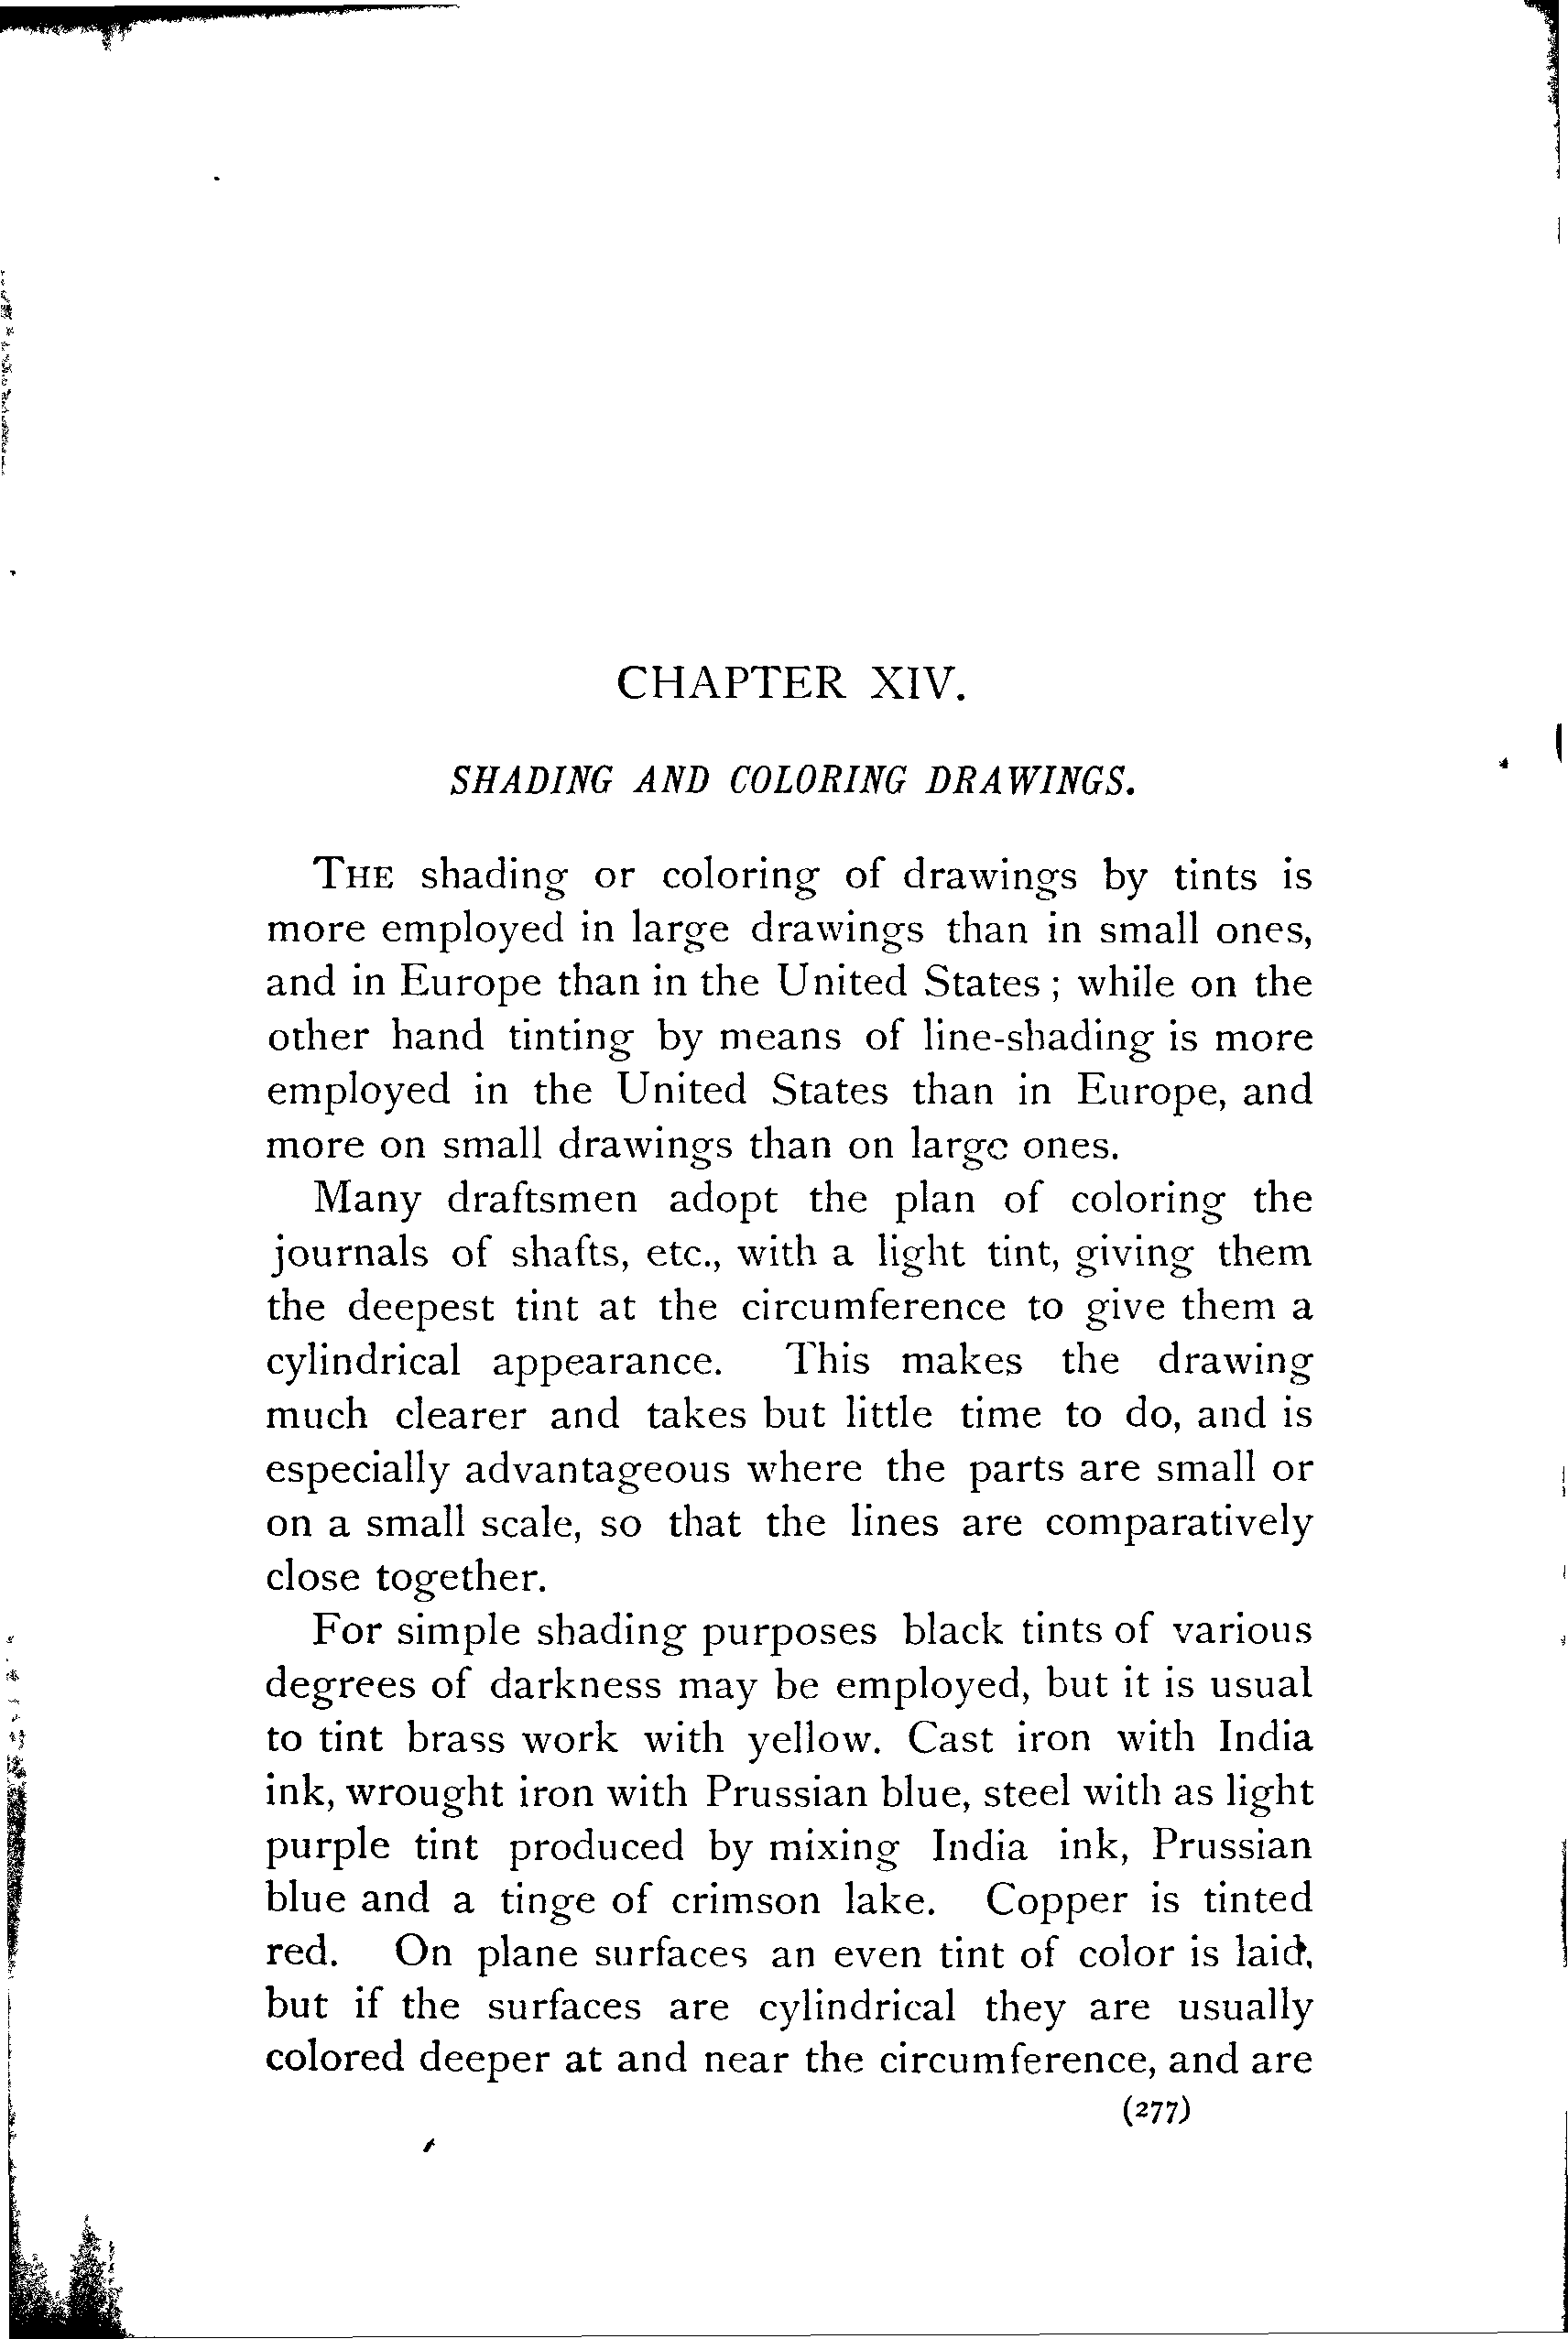 CHAPTER XIV.
SHADING AND COLORING DRAWINGS.
THE shading or coloring of drawings by tints is
more employed in large drawings than in small ones,
and in Europe than in the United States ; while on the
other hand tinting by means of line-shading is more
employed in the United States than in Europe, and
more on small drawings than on large ones.
Many draftsmen adopt the plan of coloring the
journals of shafts, etc., with a light tint, giving them
the deepest tint at the circumference to give them a
cylindrical appearance. This makes the drawing
much clearer and takes but little time to do, and is
especially advantageous where the parts are small or
on a small scale, so that the lines are comparatively
close together.
For simple shading purposes black tints of various
degrees of darkness may be employed, but it is usual
to tint brass work with yellow. Cast iron with India
ink, wrought iron with Prussian blue, steel with as light
purple tint produced by mixing India ink, Prussian
blue and a tinge of crimson lake. Copper is tinted
red. On plane surfaces an even tint of color is laid,
but if the surfaces are cylindrical they are usually
colored deeper at and near the circumference, and are
(277)